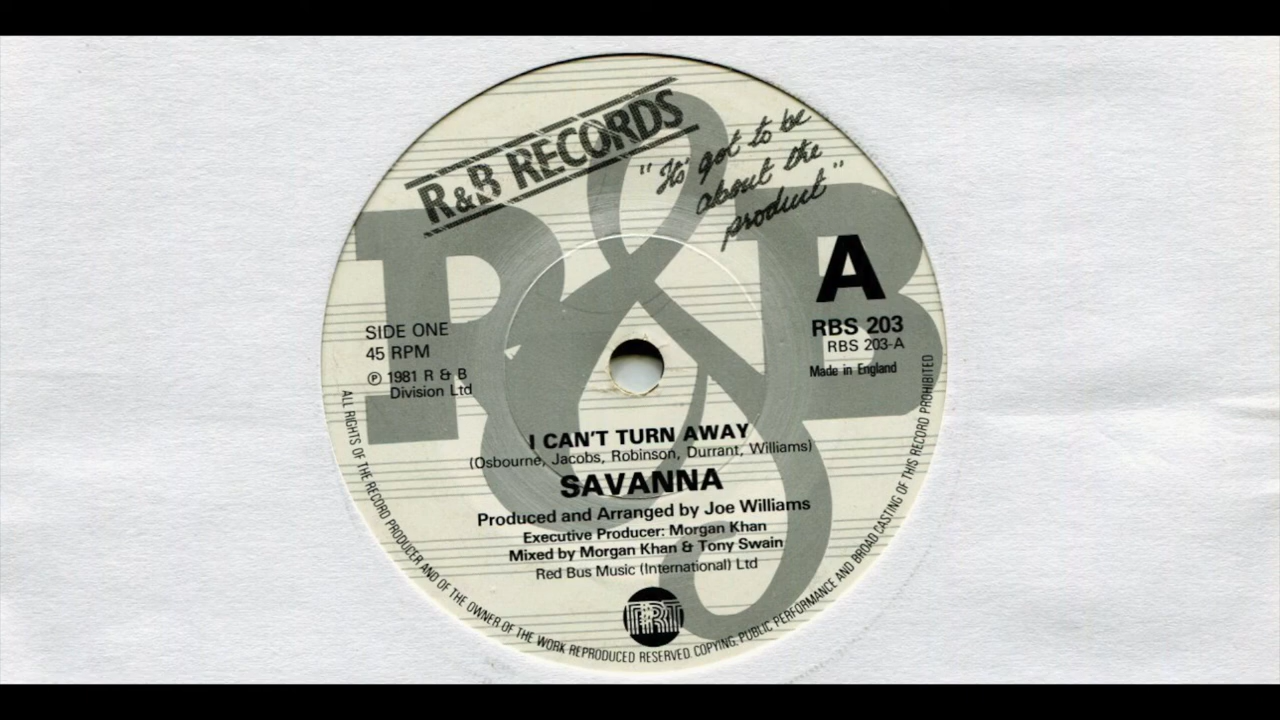 R&B RECORDS
"It's got to be
about the
product"
R&B
A
SIDE ONE
45 RPM
℗ 1981 R & B
Division Ltd
RBS 203
RBS 203-A
Made in England
I CAN'T TURN AWAY
(Osbourne, Jacobs, Robinson, Durrant, Williams)
SAVANNA
Produced and Arranged by Joe Williams
Executive Producer: Morgan Khan
Mixed by Morgan Khan & Tony Swain
Red Bus Music (International) Ltd
PRT
ALL RIGHTS OF THE RECORD PRODUCER AND OF THE OWNER OF THE WORK REPRODUCED RESERVED. COPYING, PUBLIC PERFORMANCE AND BROAD CASTING OF THIS RECORD PROHIBITED